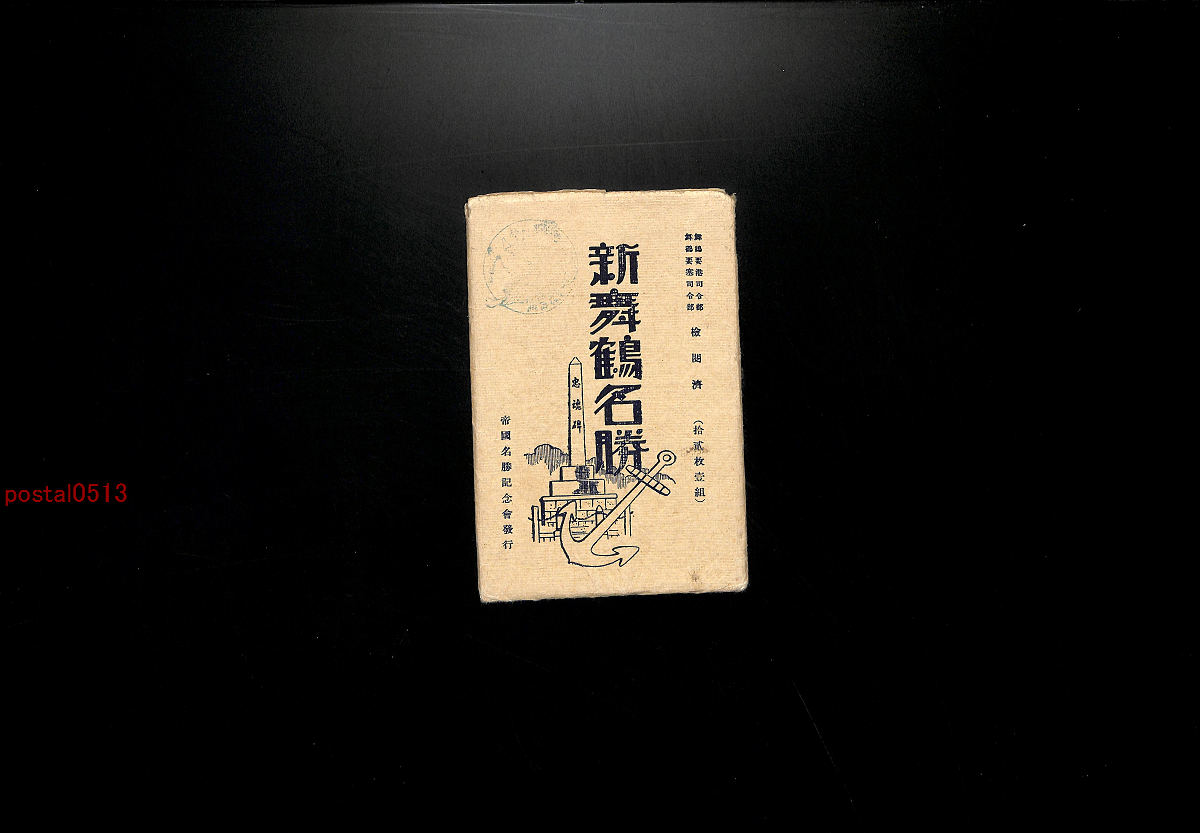 舞鶴要港司令部
舞鶴要塞司令部
檢閲濟
(拾貳枚壹組)
新舞鶴名勝
忠魂碑
帝國名勝記念會發行
postal0513